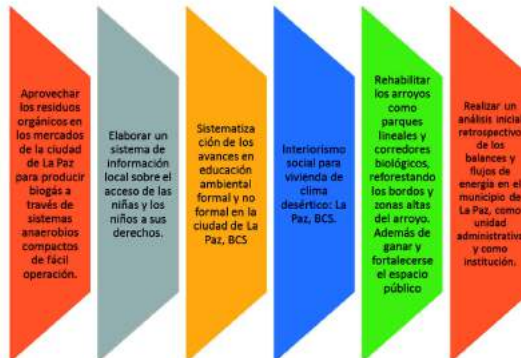 Aprovechar
los residuos
orgánicos en
los mercados
de la ciudad
de La Paz
para producir
biogás a
través de
sistemas
anaerobios
compactos
de fácil
operación.
Elaborar un
sistema de
información
local sobre el
acceso de las
niñas y los
niños a sus
derechos.
Sistematiza
ción de los
avances en
educación
ambiental
formal y no
formal en la
ciudad de La
Paz, BCS
Interiorismo
social para
vivienda de
clima
desértico: La
Paz, BCS.
Rehabilitar
los arroyos
como
parques
lineales y
corredores
biológicos,
reforestando
los bordos y
zonas altas
del arroyo.
Además de
ganar y
fortalecerse
el espacio
público
Realizar un
análisis inicial
retrospectivo
de los
balances y
flujos de
energía en el
municipio de
La Paz, como
unidad
administrativa
y como
institución.